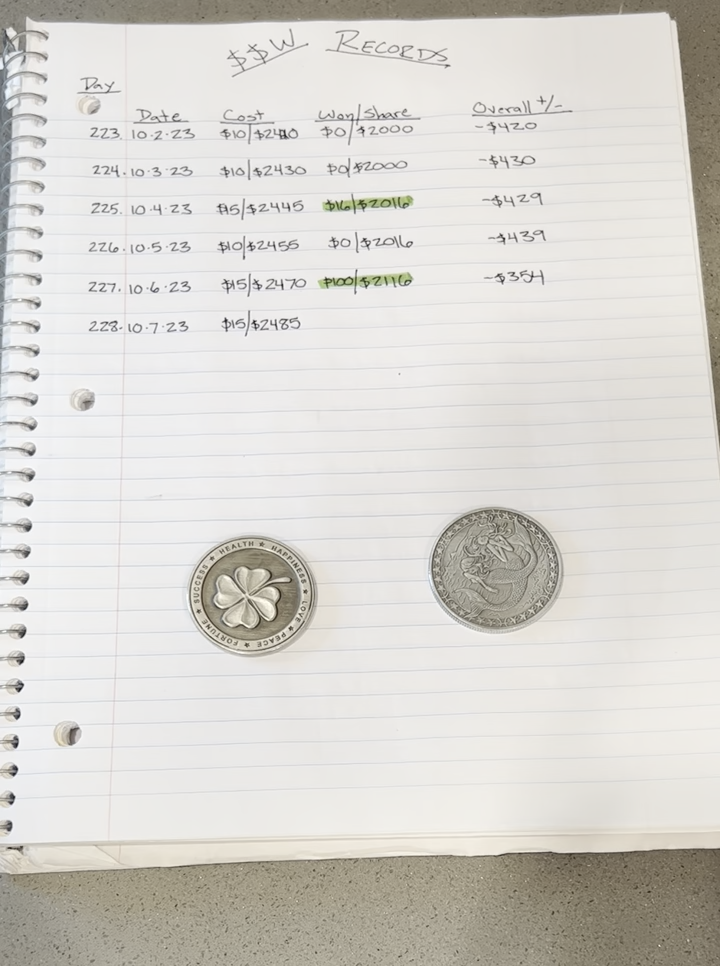 $$W RECORDS
Day
Date Cost Won/Share Overall +/-
223. 10.2.23 $10/$2420 $0/$2000 -$420
224. 10.3.23 $10/$2430 $0/$2000 -$430
225. 10.4.23 $15/$2445 $16/$2016 -$429
226. 10.5.23 $10/$2455 $0/$2016 -$439
227. 10.6.23 $15/$2470 $100/$2116 -$354
228. 10.7.23 $15/$2485
SUCCESS ★ HEALTH ★ HAPPINESS ★ LOVE ★ PEACE ★ FORTUNE ★